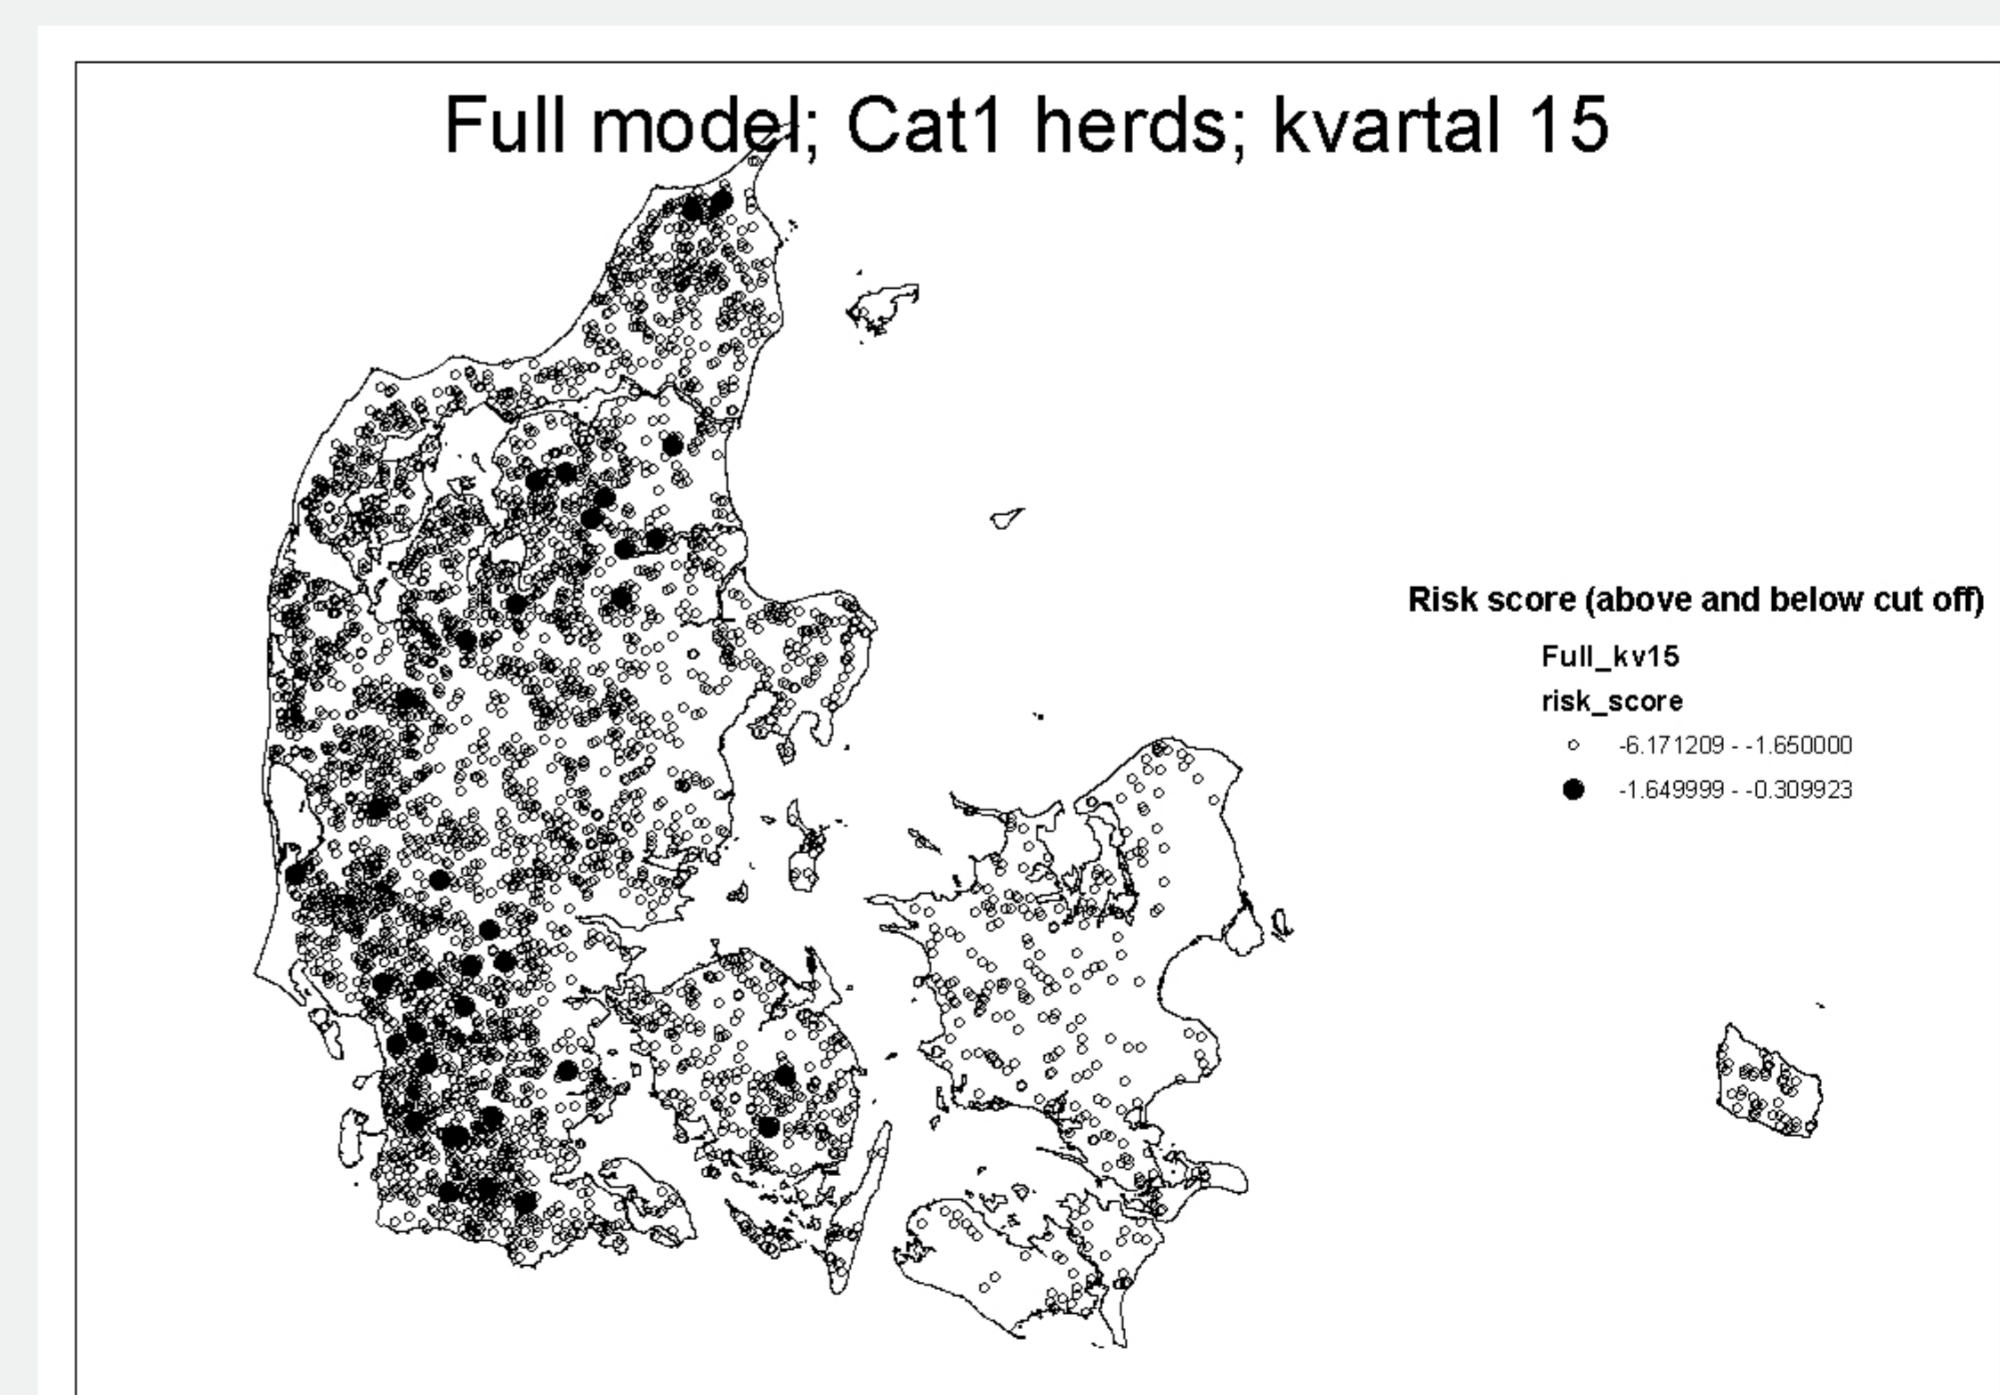 Full model; Cat1 herds; kvartal 15
Risk score (above and below cut off)
Full_kv15
risk_score
-6.171209 - -1.650000
-1.649999 - -0.309923